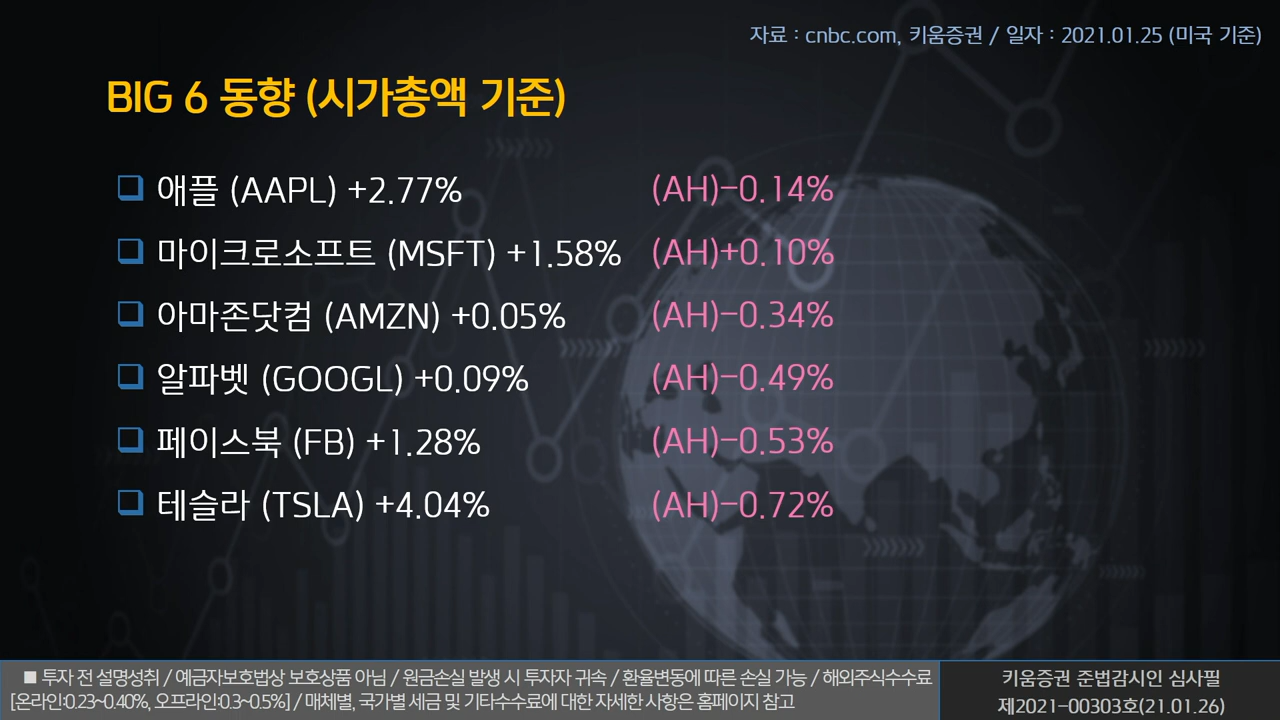 자료 : cnbc.com, 키움증권 / 일자 : 2021.01.25 (미국 기준)
BIG 6 동향 (시가총액 기준)
애플 (AAPL) +2.77% (AH)-0.14%
마이크로소프트 (MSFT) +1.58% (AH)+0.10%
아마존닷컴 (AMZN) +0.05% (AH)-0.34%
알파벳 (GOOGL) +0.09% (AH)-0.49%
페이스북 (FB) +1.28% (AH)-0.53%
테슬라 (TSLA) +4.04% (AH)-0.72%
■ 투자 전 설명성취 / 예금자보호법상 보호상품 아님 / 원금손실 발생 시 투자자 귀속 / 환율변동에 따른 손실 가능 / 해외주식수수료
[온라인:0.23~0.40%, 오프라인:0.3~0.5%] / 매체별, 국가별 세금 및 기타수수료에 대한 자세한 사항은 홈페이지 참고
키움증권 준법감시인 심사필
제2021-00303호(21.01.26)